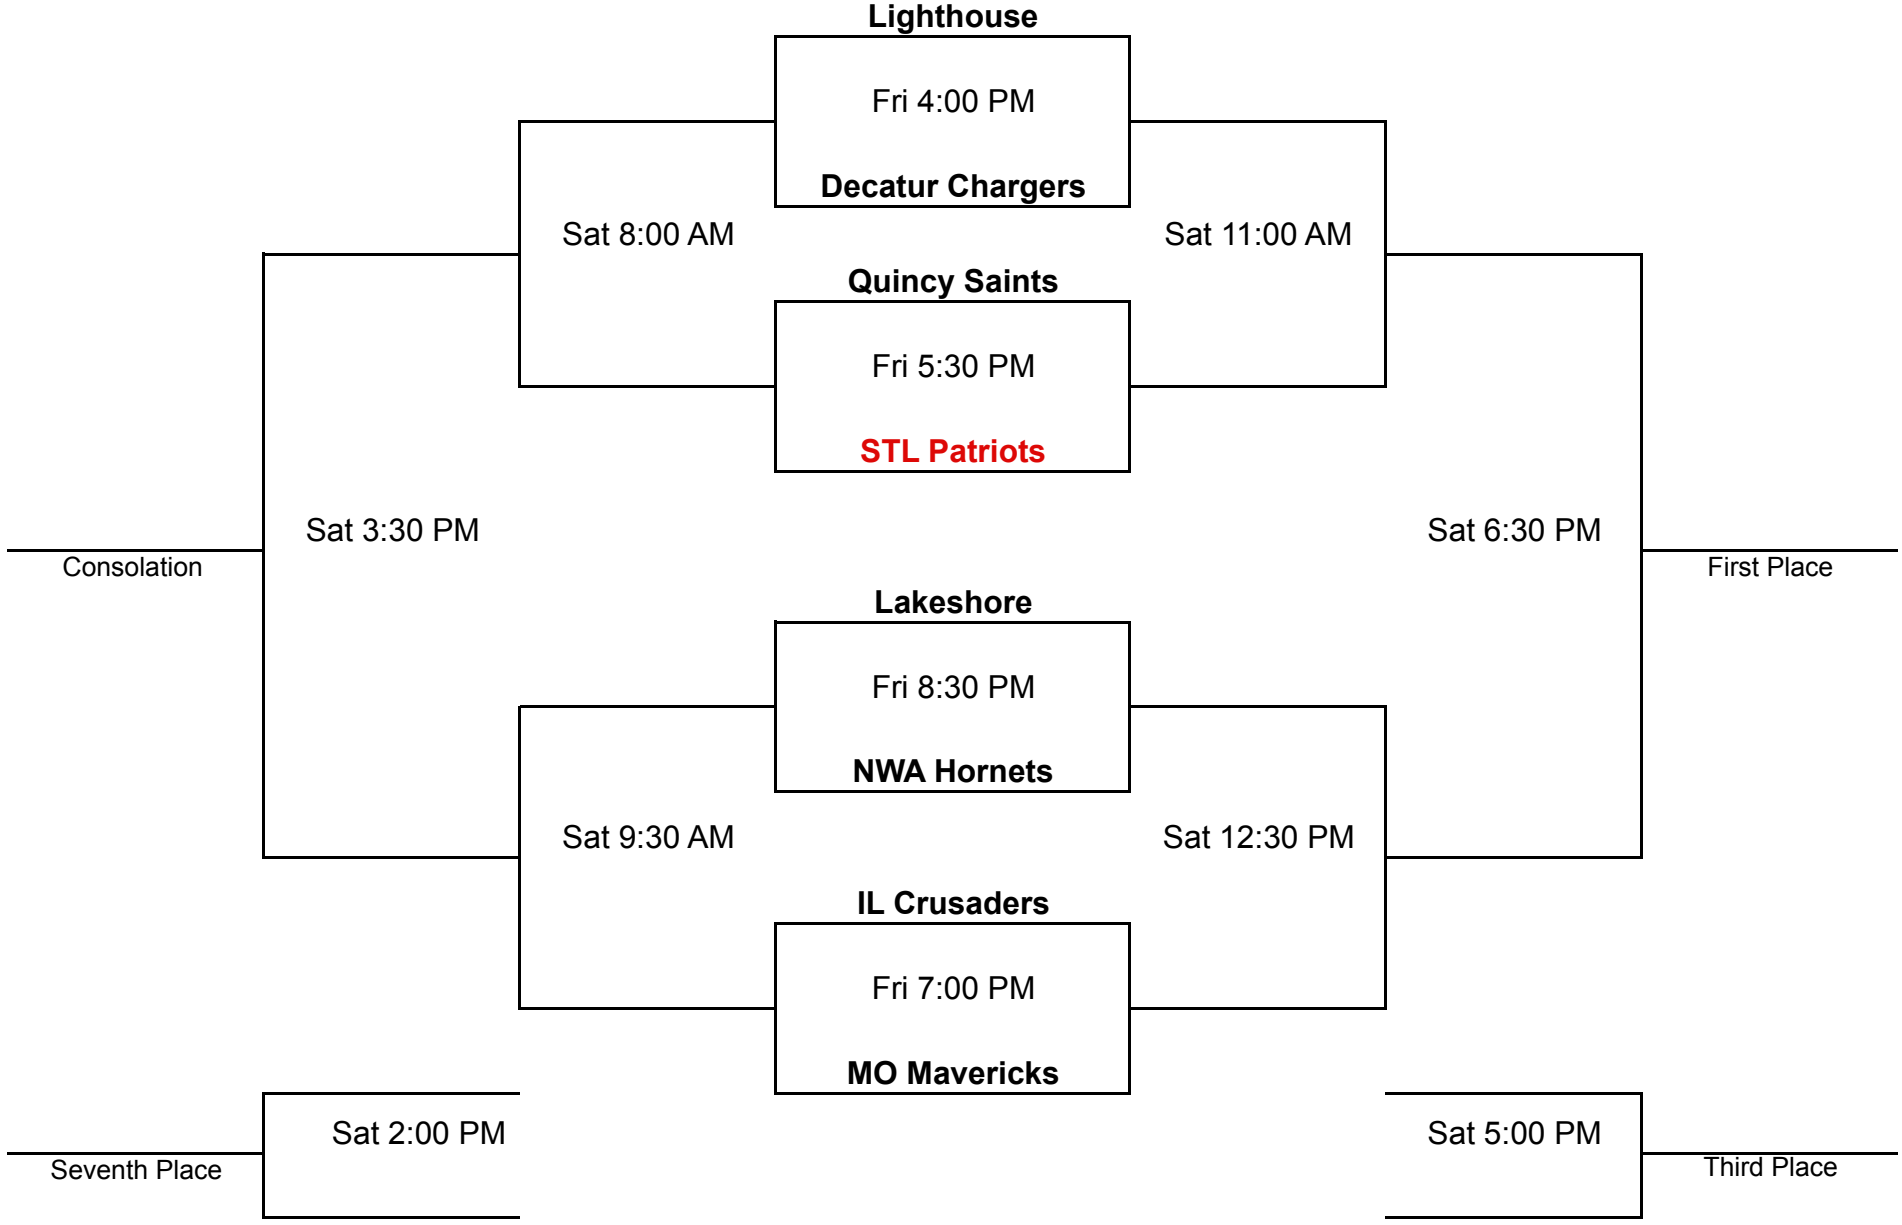 Lighthouse
Fri 4:00 PM
Decatur Chargers
Sat 8:00 AM
Sat 11:00 AM
Quincy Saints
Fri 5:30 PM
STL Patriots
Sat 3:30 PM
Sat 6:30 PM
Consolation
First Place
Lakeshore
Fri 8:30 PM
NWA Hornets
Sat 9:30 AM
Sat 12:30 PM
IL Crusaders
Fri 7:00 PM
MO Mavericks
Sat 2:00 PM
Sat 5:00 PM
Seventh Place
Third Place